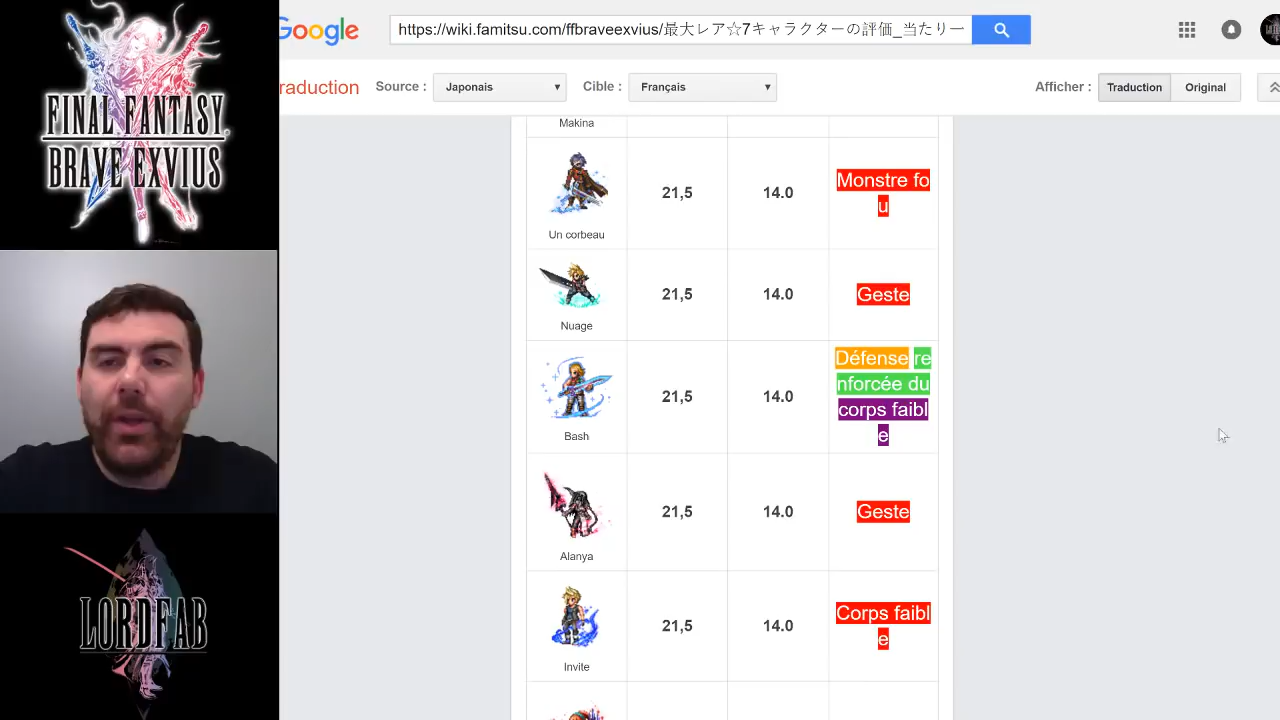 FINAL FANTASY
BRAVE EXVIUS
Google
https://wiki.famitsu.com/ffbraveexvius/最大レア☆7キャラクターの評価_当たりー
raduction
Source :
Japonais
Cible :
Français
Afficher :
Traduction
Original
Makina
21,5
14.0
Monstre fo
u
Un corbeau
21,5
14.0
Geste
Nuage
21,5
14.0
Défense re
nforcée du
corps faibl
e
Bash
21,5
14.0
Geste
Alanya
21,5
14.0
Corps faibl
e
Invite
LORDFAB